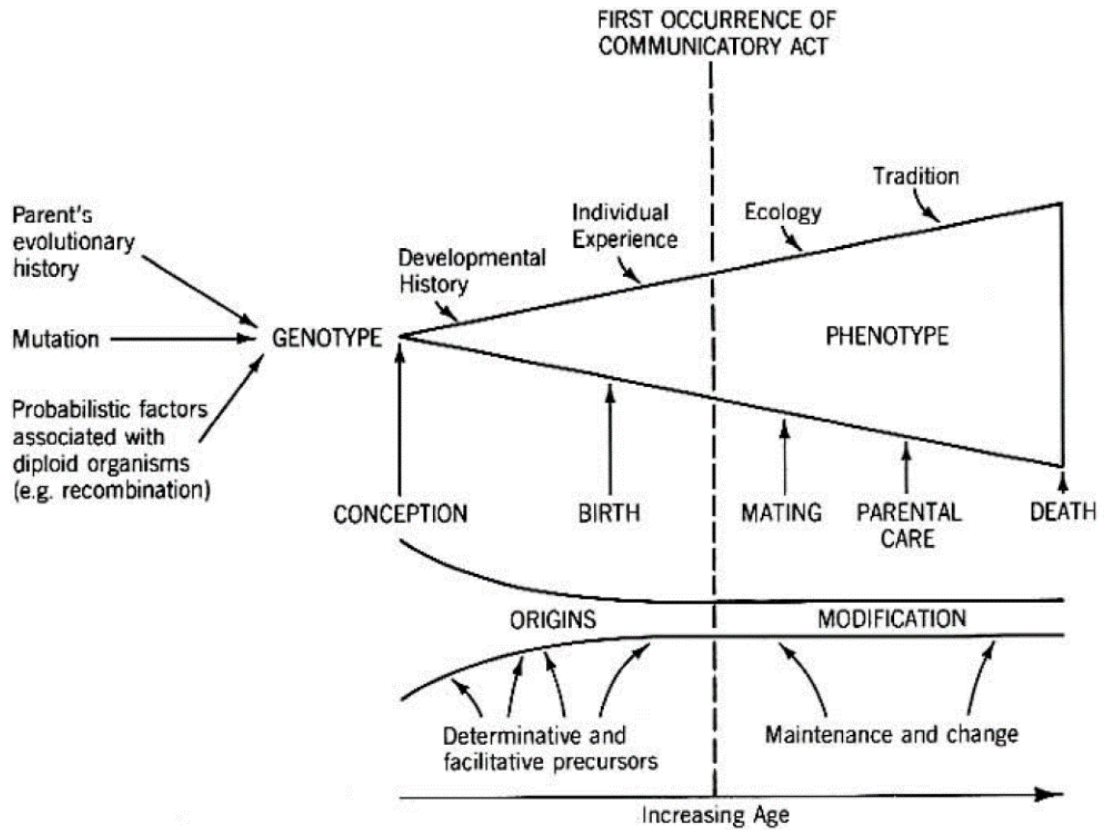 FIRST OCCURRENCE OF
COMMUNICATORY ACT
Tradition
Parent's
evolutionary
history
Individual
Experience
Ecology
Developmental
History
Mutation
GENOTYPE
PHENOTYPE
Probabilistic factors
associated with
diploid organisms
(e.g. recombination)
CONCEPTION
BIRTH
MATING
PARENTAL
CARE
DEATH
ORIGINS
MODIFICATION
Determinative and
facilitative precursors
Maintenance and change
Increasing Age